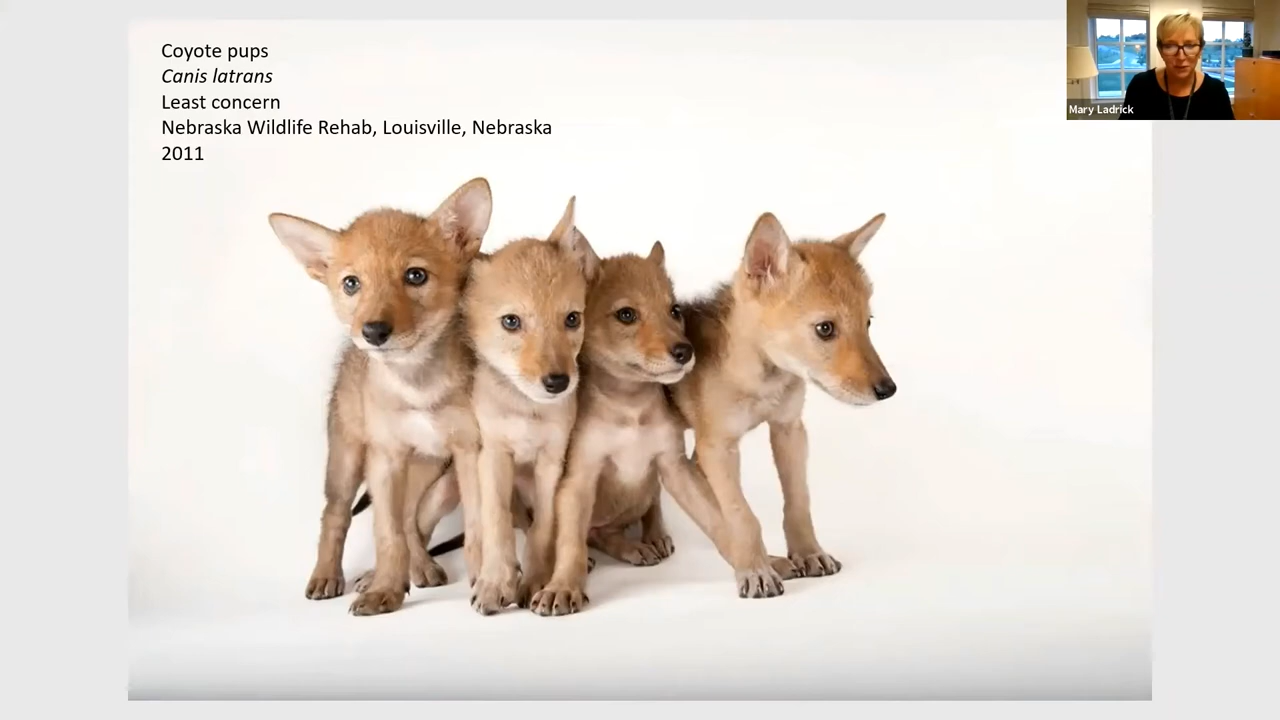 Coyote pups
Canis latrans
Least concern
Nebraska Wildlife Rehab, Louisville, Nebraska
2011
Mary Ladrick